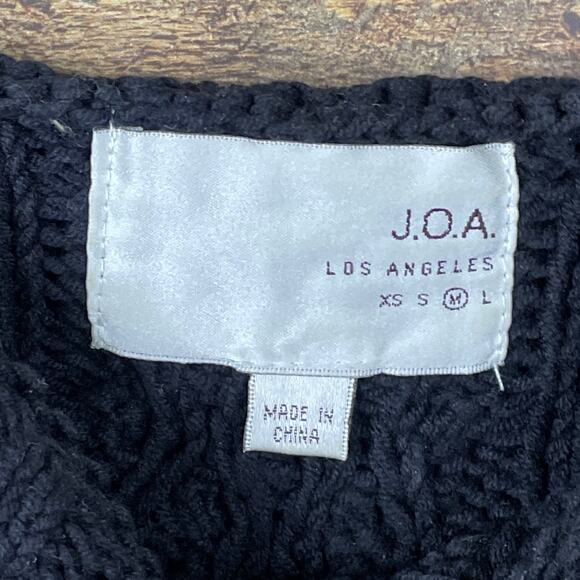 J.O.A.
LOS ANGELES
XS S M L
MADE IN
CHINA